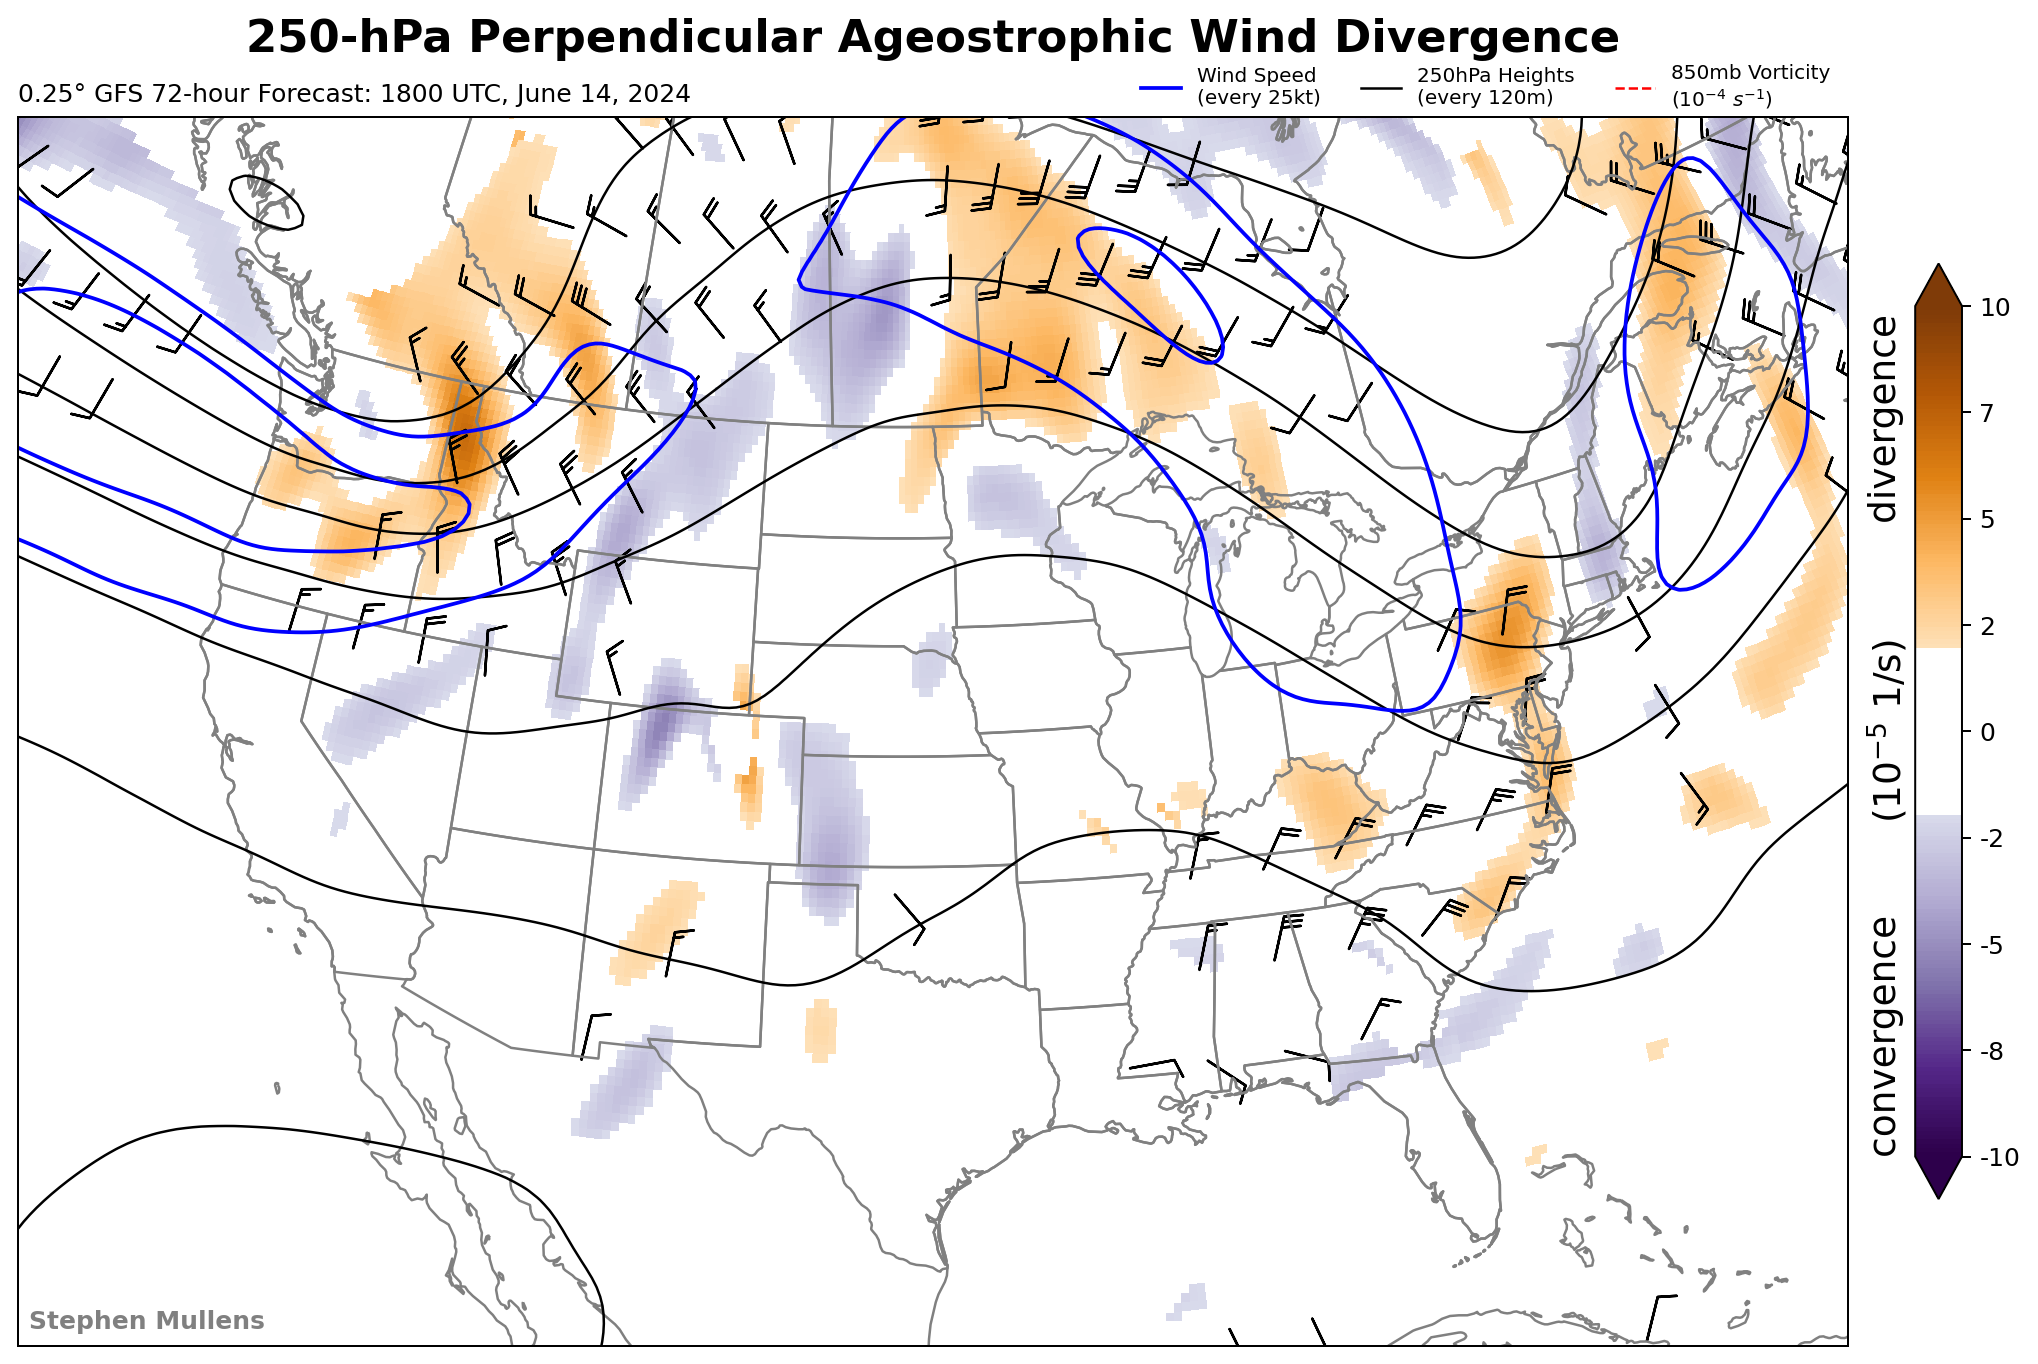 250-hPa Perpendicular Ageostrophic Wind Divergence
0.25° GFS 72-hour Forecast: 1800 UTC, June 14, 2024
Wind Speed
(every 25kt)
250hPa Heights
(every 120m)
850mb Vorticity
(10⁻⁴ s⁻¹)
10
7
5
2
0
-2
-5
-8
-10
convergence (10⁻⁵ 1/s) divergence
Stephen Mullens